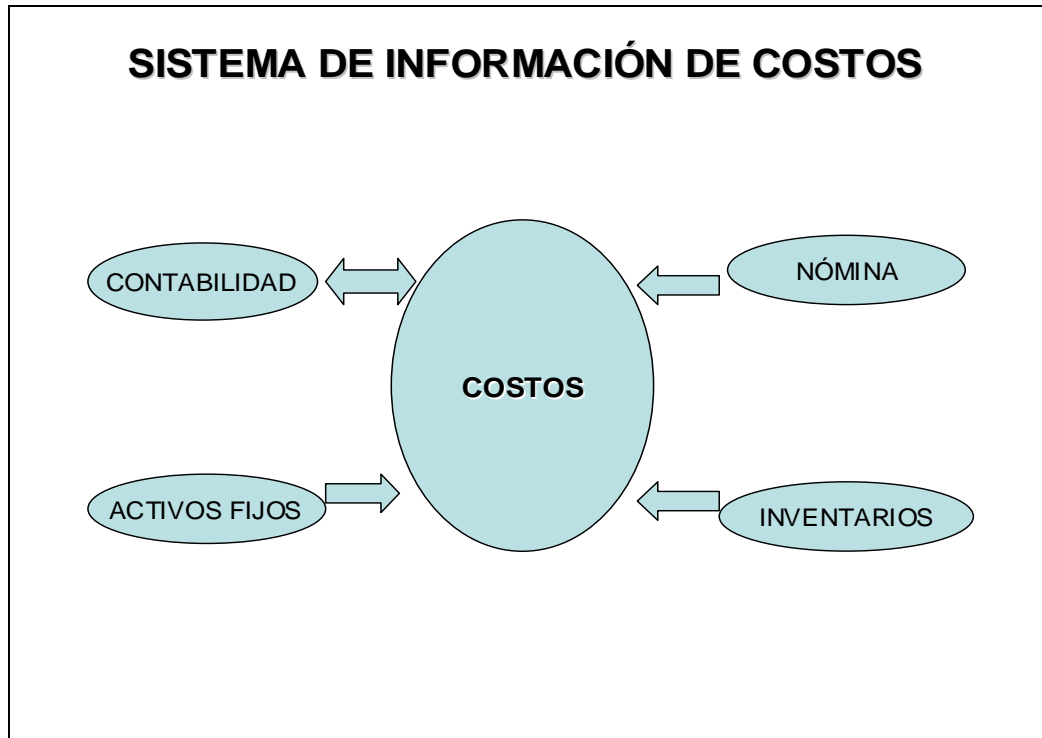 SISTEMA DE INFORMACIÓN DE COSTOS
CONTABILIDAD
NÓMINA
COSTOS
ACTIVOS FIJOS
INVENTARIOS